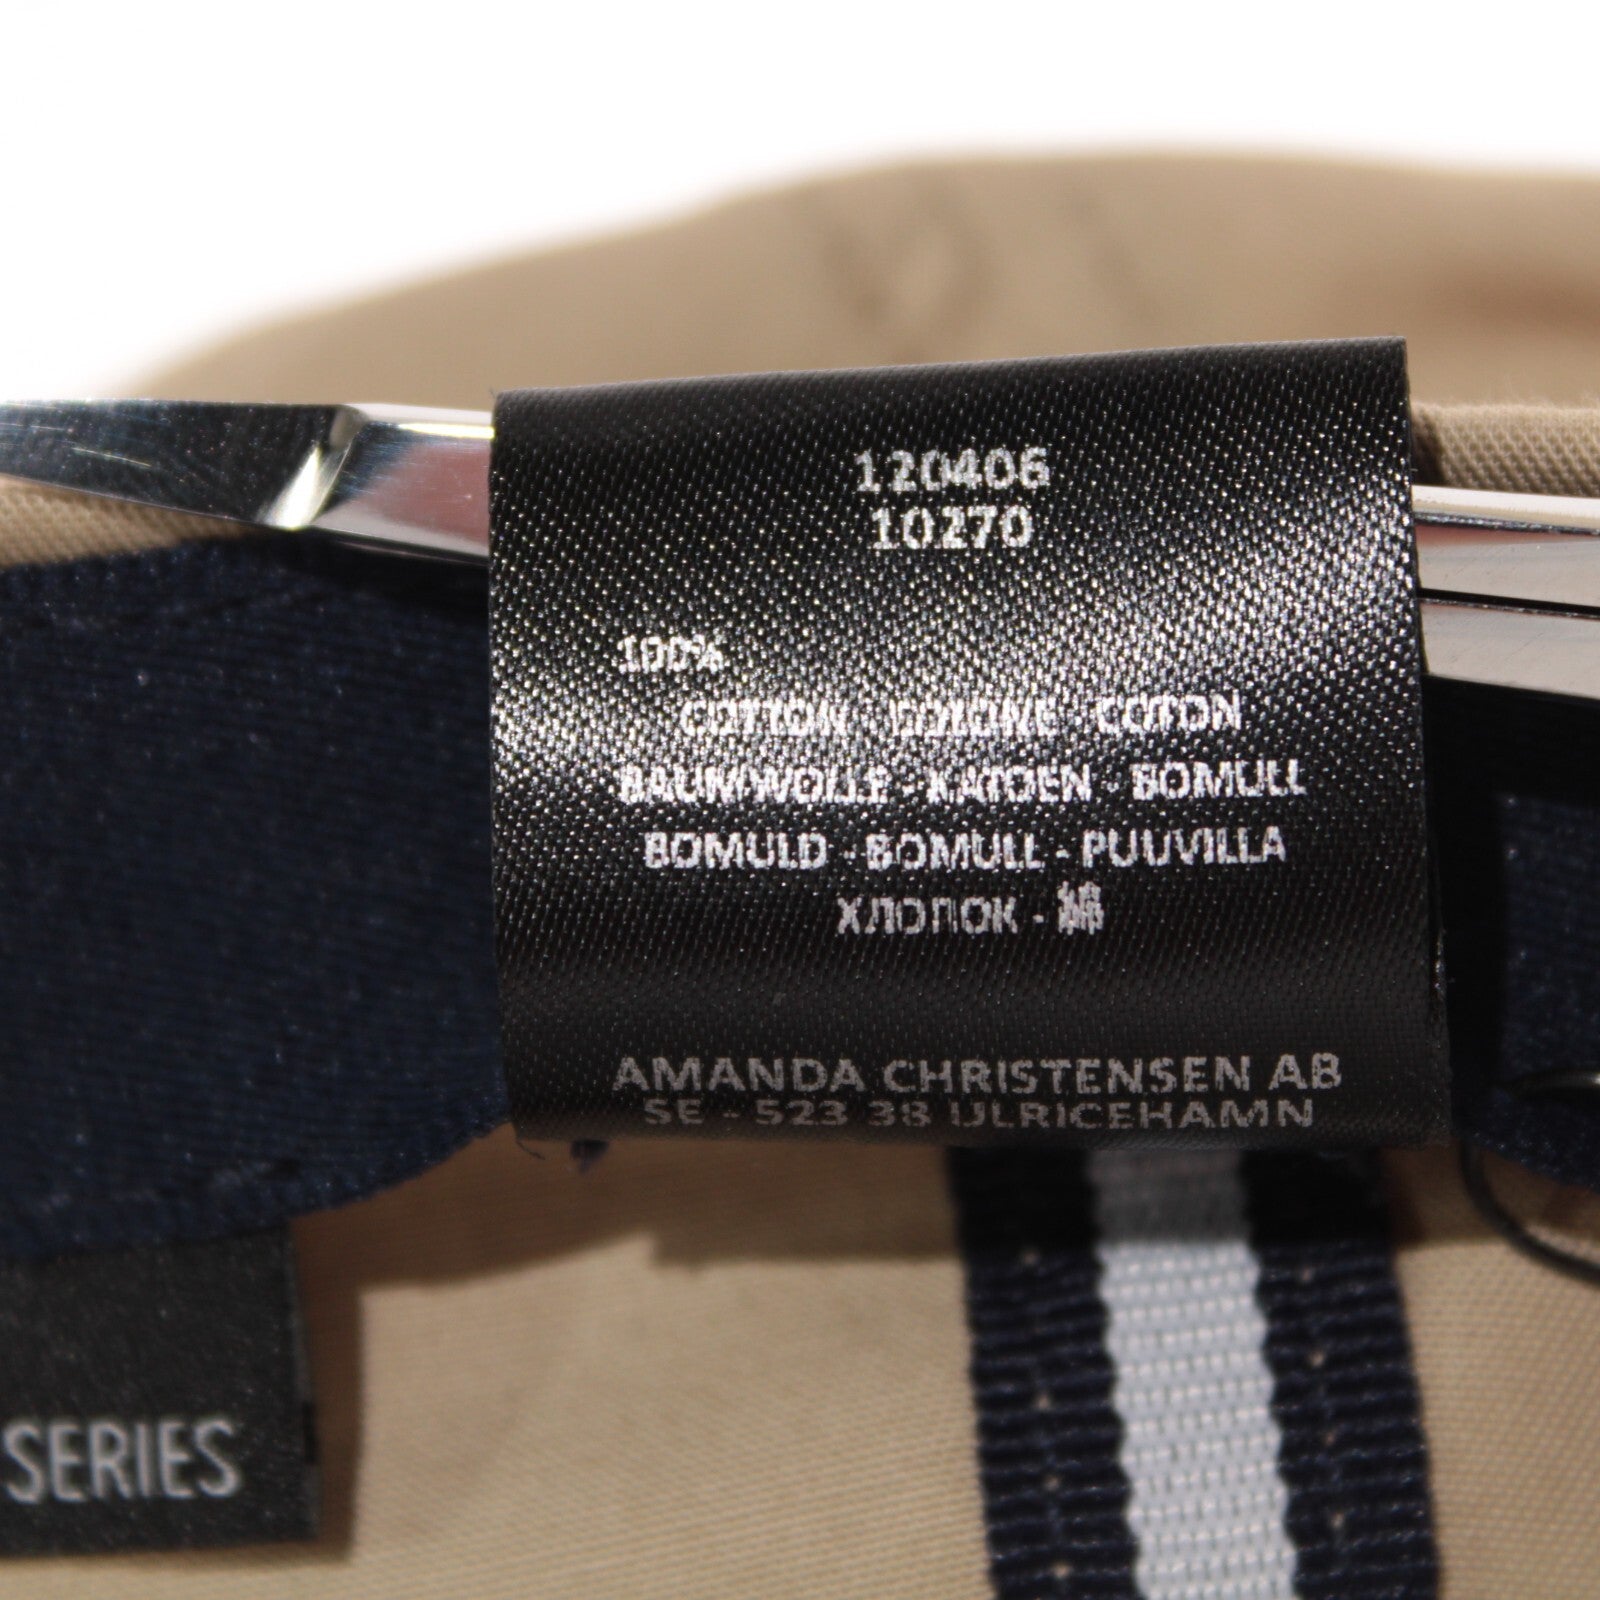 120406
10270
100%
COTTON - COTONE - COTON
BAUMWOLLE - KATOEN - BOMULL
BOMULD - BOMULL - PUUVILLA
ХЛОПОК - 綿
AMANDA CHRISTENSEN AB
SE - 523 38 ULRICEHAMN
SERIES